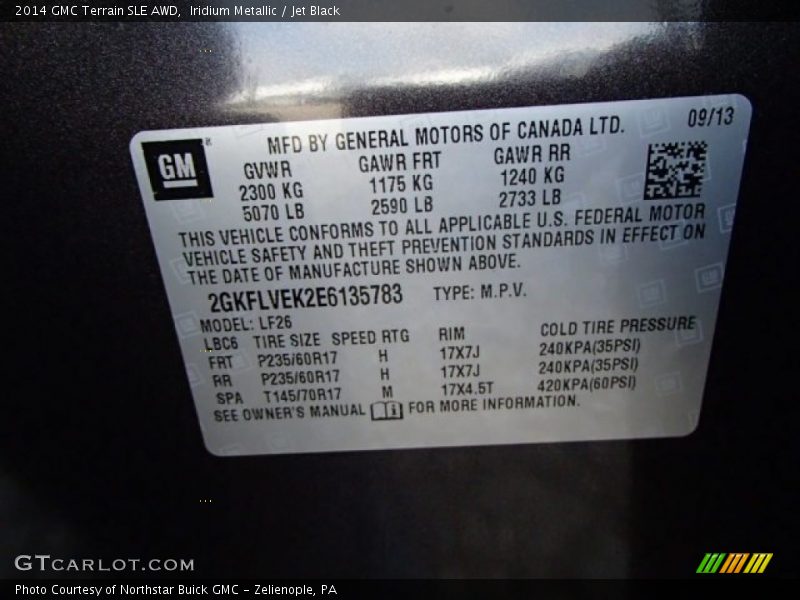 2014 GMC Terrain SLE AWD,  Iridium Metallic / Jet Black
GM
MFD BY GENERAL MOTORS OF CANADA LTD. 09/13
GVWR GAWR FRT GAWR RR
2300 KG 1175 KG 1240 KG
5070 LB 2590 LB 2733 LB
THIS VEHICLE CONFORMS TO ALL APPLICABLE U.S. FEDERAL MOTOR
VEHICLE SAFETY AND THEFT PREVENTION STANDARDS IN EFFECT ON
THE DATE OF MANUFACTURE SHOWN ABOVE.
2GKFLVEK2E6135783 TYPE: M.P.V.
MODEL: LF26
LBC6 TIRE SIZE SPEED RTG RIM COLD TIRE PRESSURE
FRT P235/60R17 H 17X7J 240KPA(35PSI)
RR P235/60R17 H 17X7J 240KPA(35PSI)
SPA T145/70R17 M 17X4.5T 420KPA(60PSI)
SEE OWNER'S MANUAL FOR MORE INFORMATION.
GTCARLOT.COM
Photo Courtesy of Northstar Buick GMC - Zelienople, PA